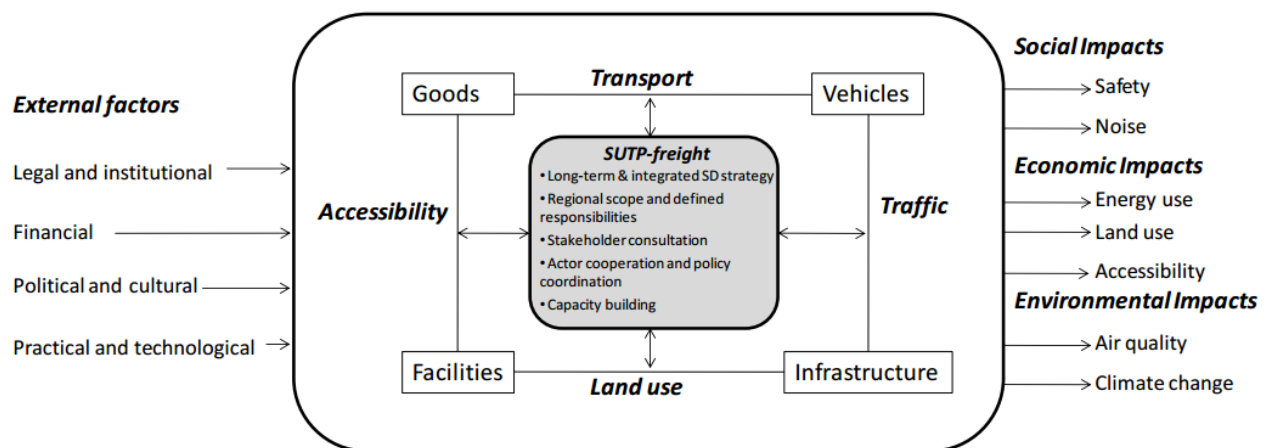 External factors
Legal and institutional
Financial
Political and cultural
Practical and technological
Goods
Transport
Vehicles
Accessibility
Traffic
SUTP-freight
• Long-term & integrated SD strategy
• Regional scope and defined
responsibilities
• Stakeholder consultation
• Actor cooperation and policy
coordination
• Capacity building
Facilities
Land use
Infrastructure
Social Impacts
Safety
Noise
Economic Impacts
Energy use
Land use
Accessibility
Environmental Impacts
Air quality
Climate change